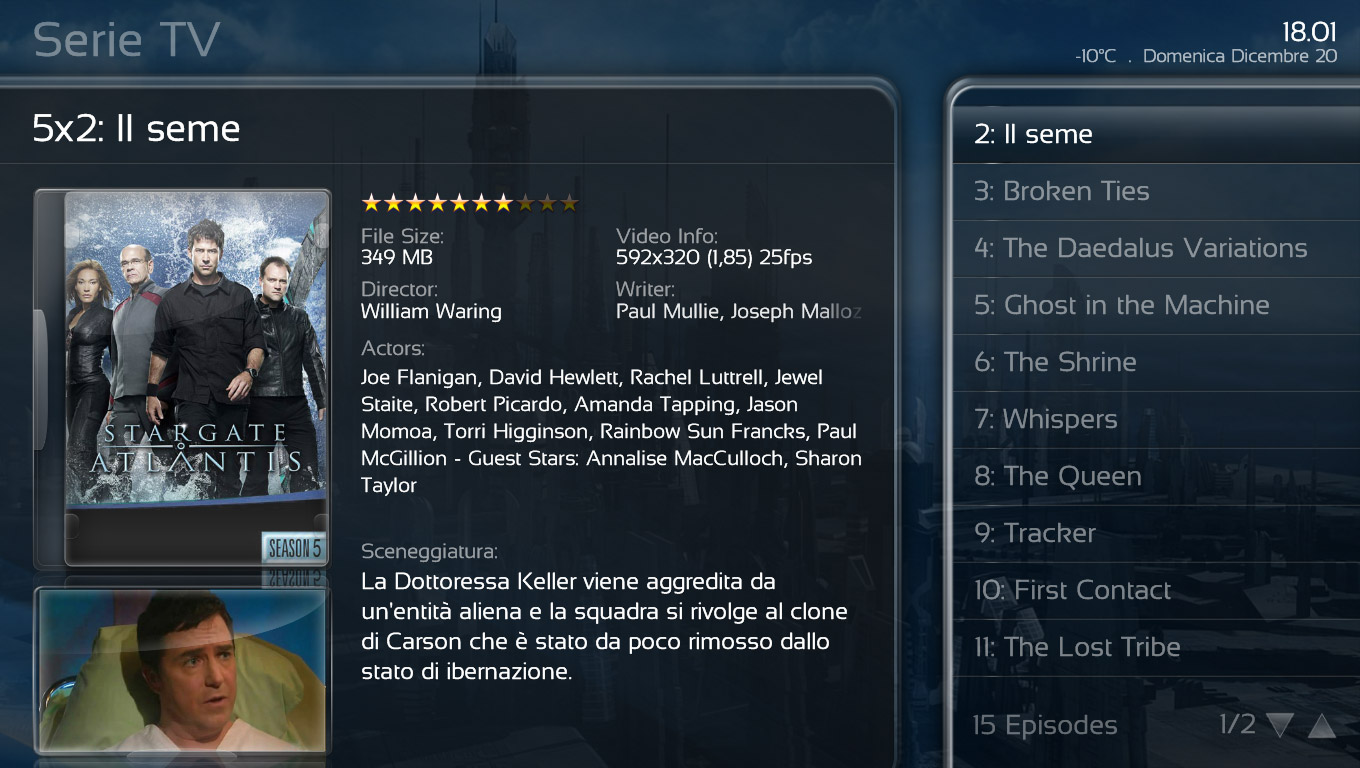 Serie TV
18.01
-10°C . Domenica Dicembre 20
5x2: Il seme
File Size:
349 MB
Video Info:
592x320 (1,85) 25fps
Director:
William Waring
Writer:
Paul Mullie, Joseph Malloz
Actors:
Joe Flanigan, David Hewlett, Rachel Luttrell, Jewel
Staite, Robert Picardo, Amanda Tapping, Jason
Momoa, Torri Higginson, Rainbow Sun Francks, Paul
McGillion - Guest Stars: Annalise MacCulloch, Sharon
Taylor
Sceneggiatura:
La Dottoressa Keller viene aggredita da
un'entità aliena e la squadra si rivolge al clone
di Carson che è stato da poco rimosso dallo
stato di ibernazione.
STARGATE
ATLANTIS
SEASON 5
2: Il seme
3: Broken Ties
4: The Daedalus Variations
5: Ghost in the Machine
6: The Shrine
7: Whispers
8: The Queen
9: Tracker
10: First Contact
11: The Lost Tribe
15 Episodes
1/2